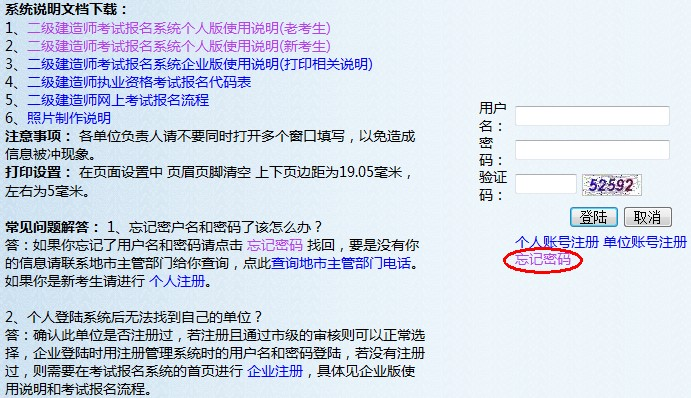 系统说明文档下载：
1、二级建造师考试报名系统个人版使用说明(老考生)
2、二级建造师考试报名系统个人版使用说明(新考生)
3、二级建造师考试报名系统企业版使用说明(打印相关说明)
4、二级建造师执业资格考试报名代码表
5、二级建造师网上考试报名流程
6、照片制作说明
注意事项： 各单位负责人请不要同时打开多个窗口填写，以免造成
信息被冲现象。
打印设置： 在页面设置中 页眉页脚清空 上下页边距为19.05毫米，
左右为5毫米。
常见问题解答： 1、忘记密户名和密码了该怎么办？
答：如果你忘记了用户名和密码请点击 忘记密码 找回，要是没有你
的信息请联系地市主管部门给你查询，点此查询地市主管部门电话。
如果你是新考生请进行 个人注册。
2、个人登陆系统后无法找到自己的单位？
答：确认此单位是否注册过，若注册且通过市级的审核则可以正常选
择，企业登陆时用注册管理系统时的用户名和密码登陆，若没有注册
过，则需要在考试报名系统的首页进行 企业注册，具体见企业版使
用说明和考试报名流程。
用户
名：
密
码：
验证
码：
52592
登陆 取消
个人账号注册 单位账号注册
忘记密码